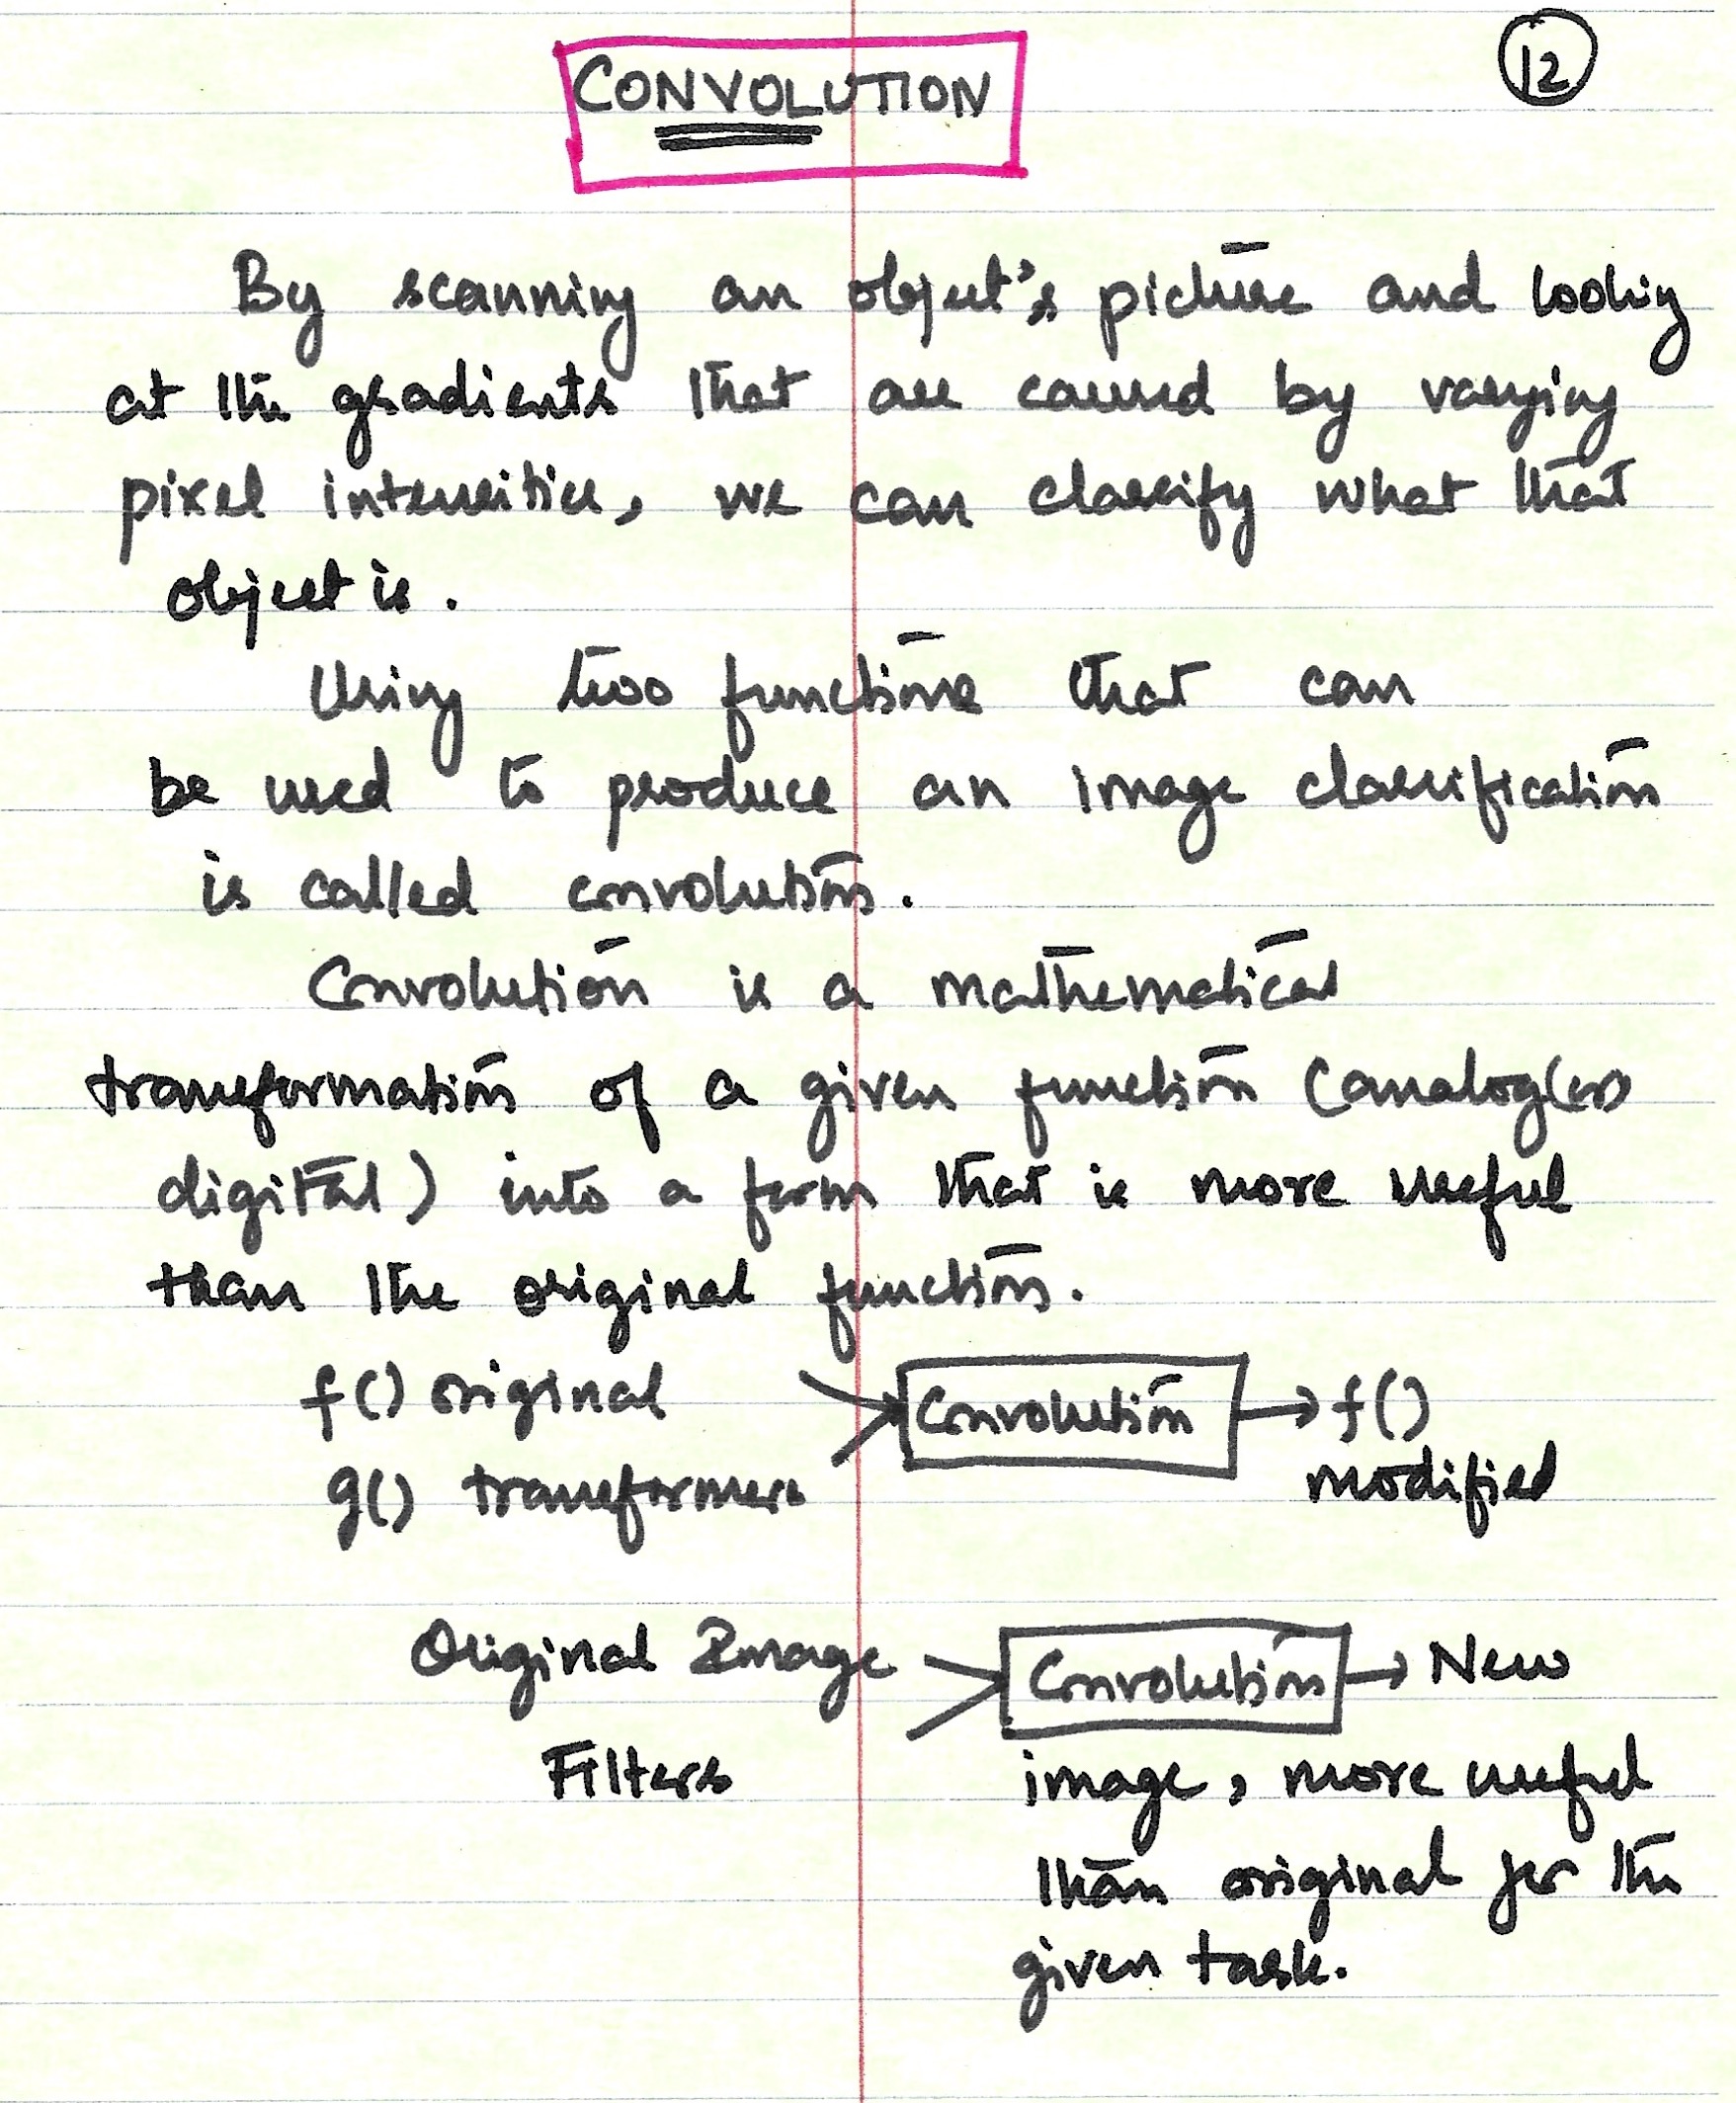 12
CONVOLUTION
By scanning an object's picture and looking
at the gradients that are caused by varying
pixel intensities, we can classify what that
object is.
Using two functions that can
be used to produce an image classification
is called convolution.
Convolution is a mathematical
transformation of a given function (analog (or)
digital) into a form that is more useful
than the original function.
f() original
Convolution → f()
g() transformers
modified
Original Image
Convolution → New
Filters
image, more useful
than original for the
given task.